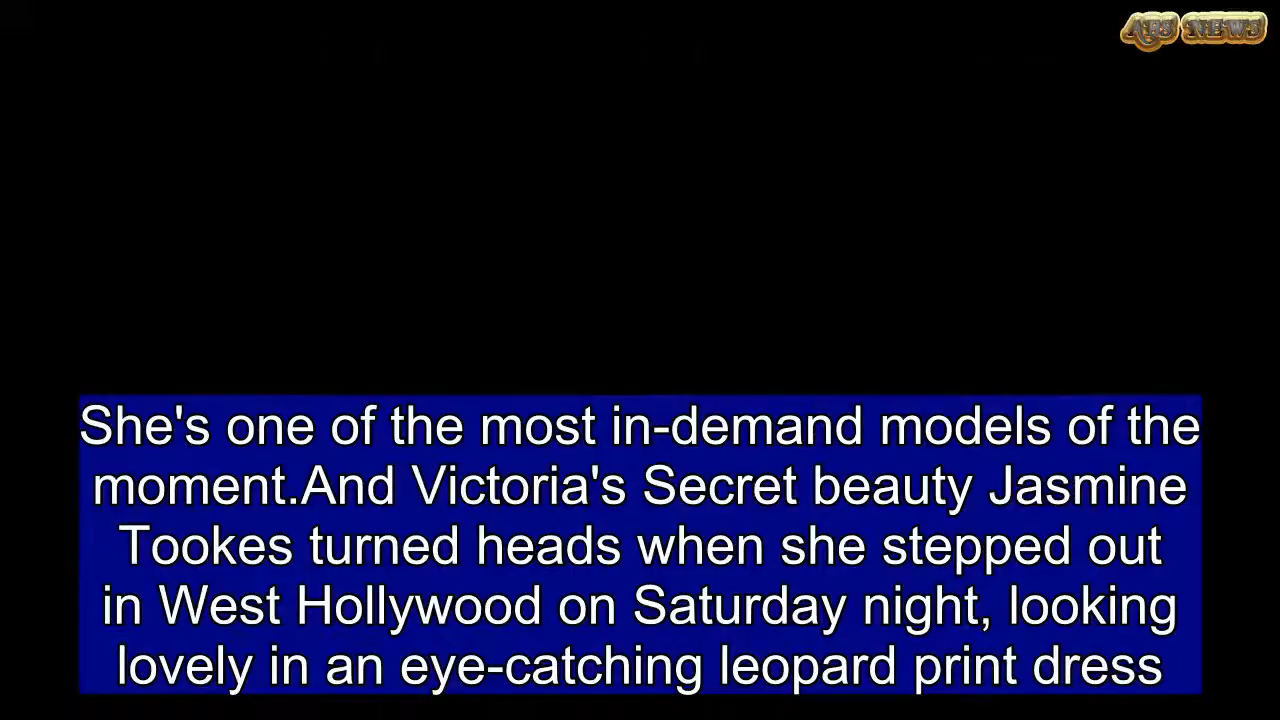 ARS NEWS
She's one of the most in-demand models of the
moment.And Victoria's Secret beauty Jasmine
Tookes turned heads when she stepped out
in West Hollywood on Saturday night, looking
lovely in an eye-catching leopard print dress